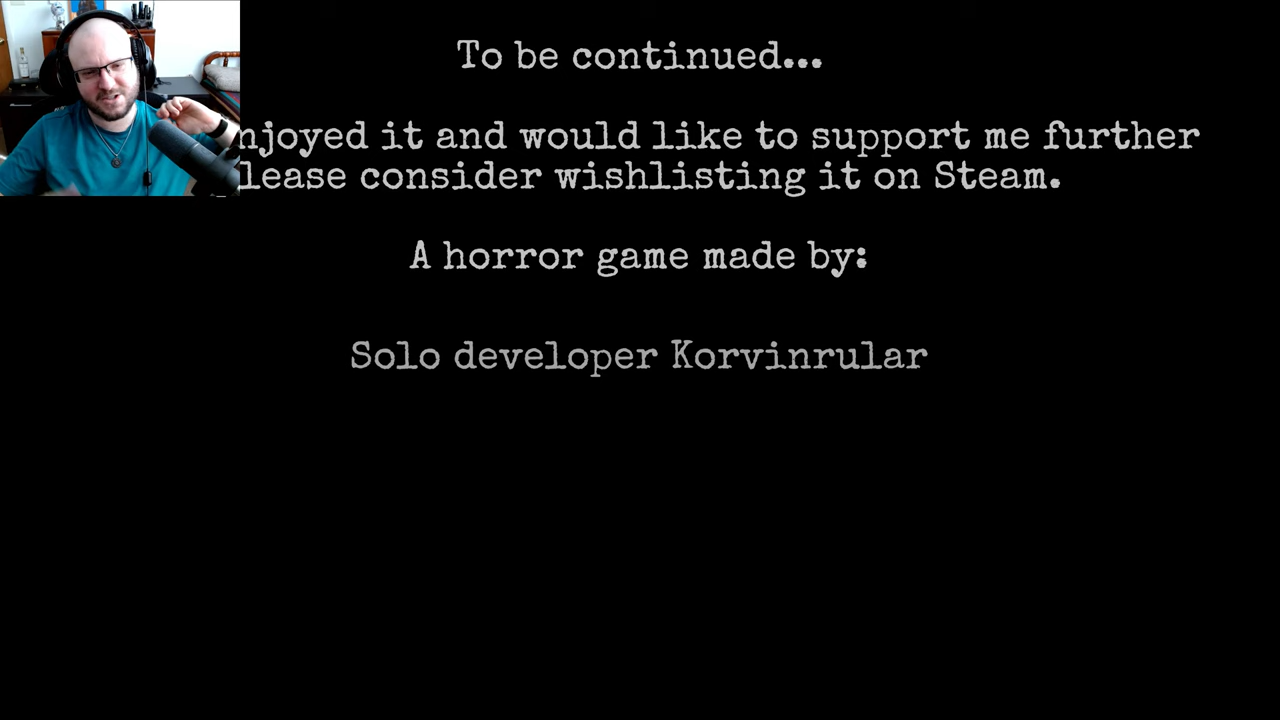 To be continued...
njoyed it and would like to support me further
lease consider wishlisting it on Steam.
A horror game made by:
Solo developer Korvinrular